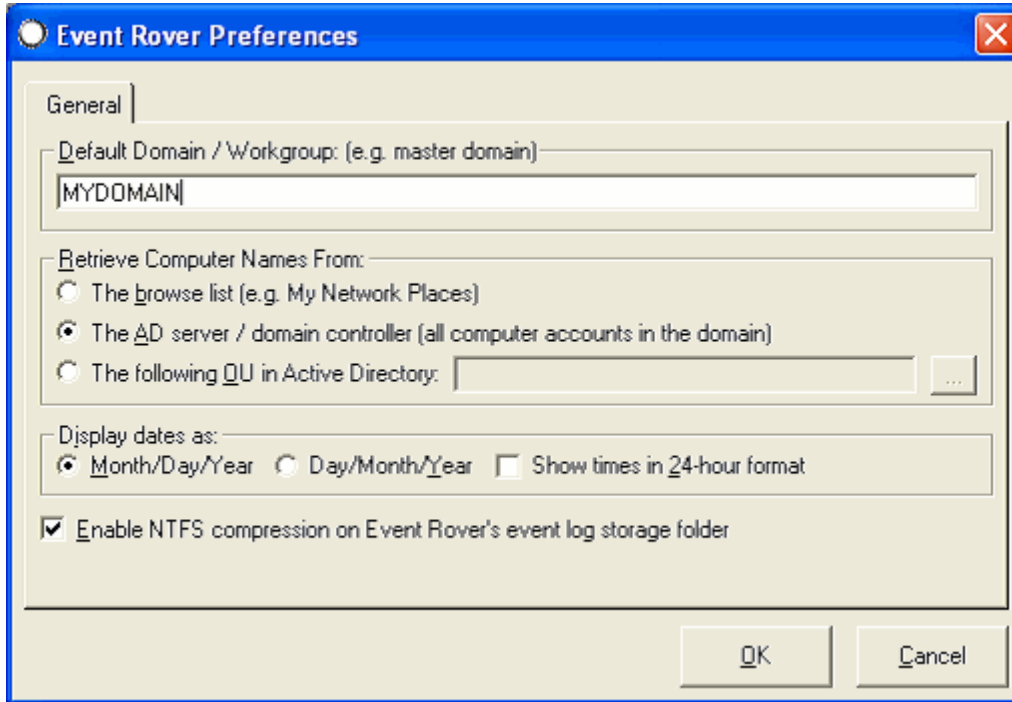 Event Rover Preferences
General
Default Domain / Workgroup: (e.g. master domain)
MYDOMAIN
Retrieve Computer Names From:
The browse list (e.g. My Network Places)
The AD server / domain controller (all computer accounts in the domain)
The following OU in Active Directory: ...
Display dates as:
Month/Day/Year Day/Month/Year Show times in 24-hour format
Enable NTFS compression on Event Rover's event log storage folder
OK Cancel